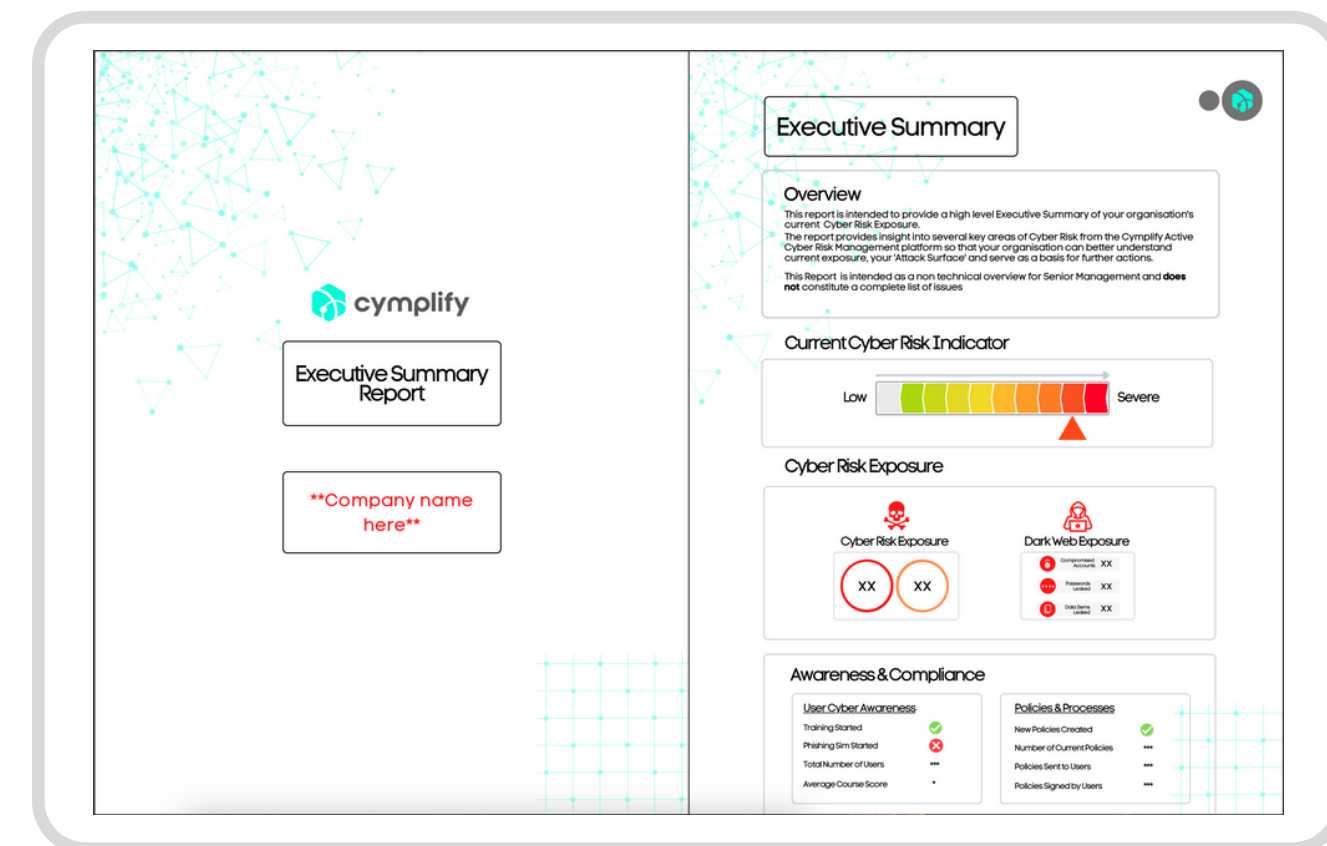 cymplify
Executive Summary
Report
**Company name
here**
Executive Summary
Overview
This report is intended to provide a high level Executive Summary of your organisation's
current Cyber Risk Exposure.
The report provides insight into several key areas of Cyber Risk from the Cymplify Active
Cyber Risk Management platform so that your organisation can better understand
current exposure, your 'Attack Surface' and serve as a basis for further actions.
This Report is intended as a non technical overview for Senior Management and does
not constitute a complete list of issues
Current Cyber Risk Indicator
Low
Severe
Cyber Risk Exposure
Cyber Risk Exposure
XX
XX
Dark Web Exposure
Compromised
Accounts XX
Passwords
Leaked XX
Data Items
Leaked XX
Awareness & Compliance
User Cyber Awareness
Training Started
Phishing Sim Started
Total Number of Users ***
Average Course Score *
Policies & Processes
New Policies Created
Number of Current Policies ***
Policies Sent to Users ***
Policies Signed by Users ***